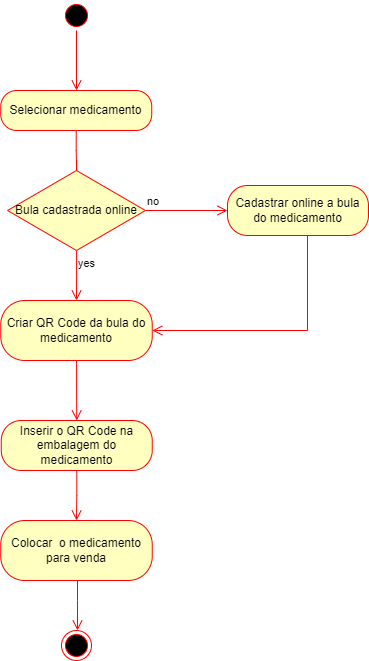 Selecionar medicamento
Bula cadastrada online
no
Cadastrar online a bula
do medicamento
yes
Criar QR Code da bula do
medicamento
Inserir o QR Code na
embalagem do
medicamento
Colocar  o medicamento
para venda